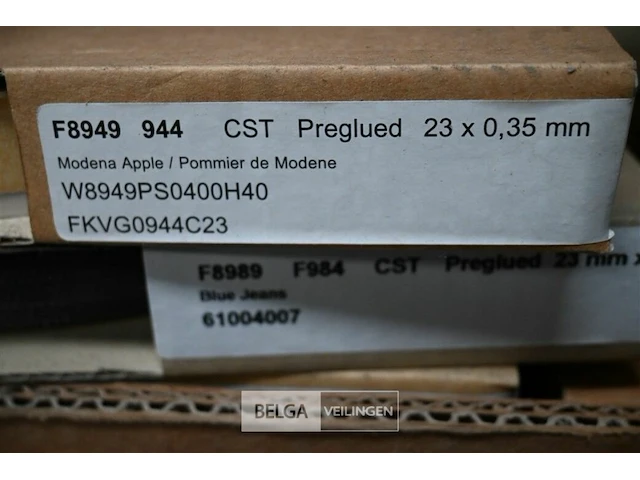 F8949 944 CST Preglued 23 x 0,35 mm
Modena Apple / Pommier de Modene
W8949PS0400H40
FKVG0944C23
F8989 F984 CST Preglued 23 mm x
Blue Jeans
61004007
BELGA VEILINGEN